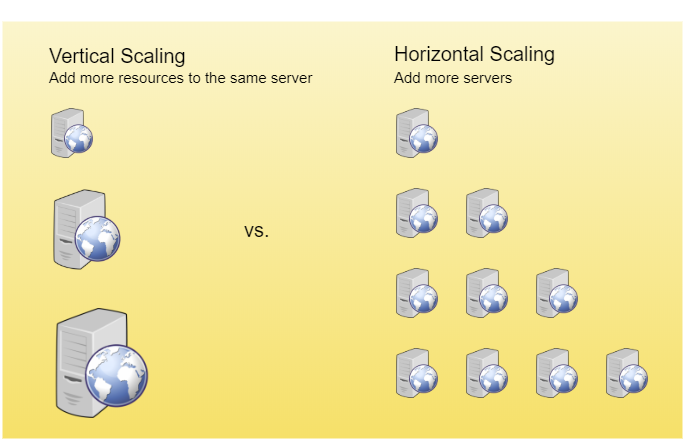 Vertical Scaling
Add more resources to the same server
Horizontal Scaling
Add more servers
vs.